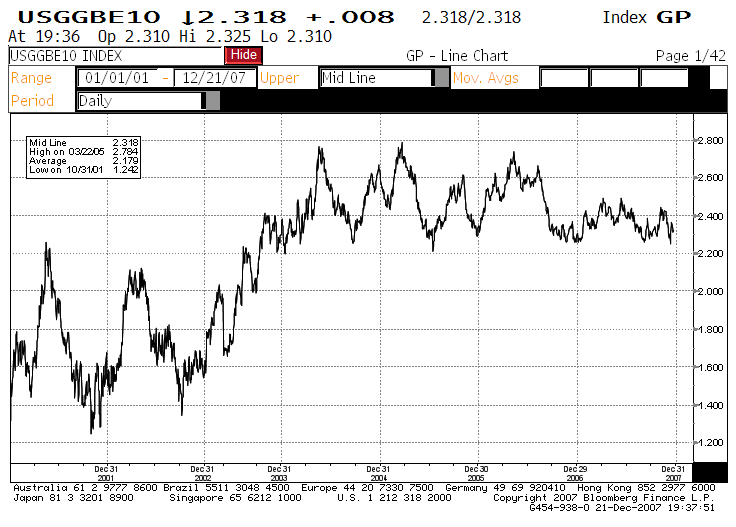 USGGBE10 ↓2.318 +.008 2.318/2.318 Index GP
At 19:36 Op 2.310 Hi 2.325 Lo 2.310
USGGBE10 INDEX Hide GP - Line Chart Page 1/42
Range 01/01/01 - 12/21/07 Upper Mid Line Mov. Avgs
Period Daily
Mid Line 2.318
High on 03/22/05 2.784
Average 2.179
Low on 10/31/01 1.242
2.800
2.600
2.400
2.200
2.000
1.800
1.600
1.400
1.200
Dec 31 Dec 31 Dec 31 Dec 31 Dec 30 Dec 29 Dec 31
2001 2002 2003 2004 2005 2006 2007
Australia 61 2 9777 8600 Brazil 5511 3048 4500 Europe 44 20 7330 7500 Germany 49 69 920410 Hong Kong 852 2977 6000
Japan 81 3 3201 8900 Singapore 65 6212 1000 U.S. 1 212 318 2000 Copyright 2007 Bloomberg Finance L.P.
G454-938-0 21-Dec-2007 19:37:51